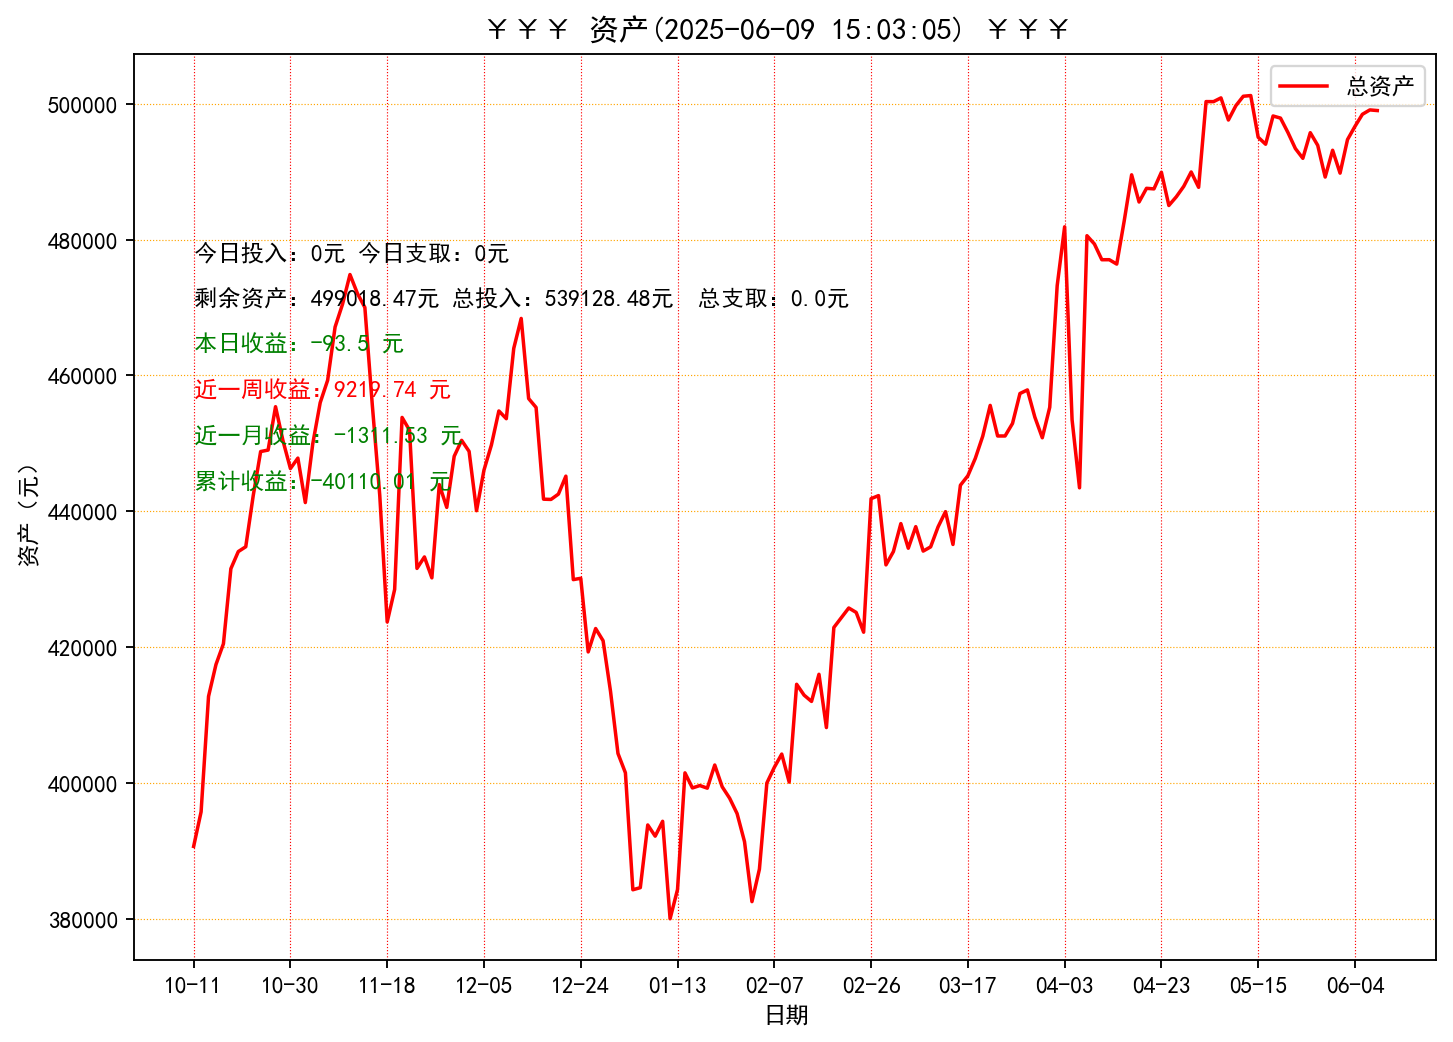 ￥￥￥ 资产(2025-06-09 15:03:05) ￥￥￥
总资产
500000
480000
460000
440000
420000
400000
380000
资产（元）
今日投入：0元 今日支取：0元
剩余资产：499018.47元 总投入：539128.48元 总支取：0.0元
本日收益：-93.5 元
近一周收益：9219.74 元
近一月收益：-1311.53 元
累计收益：-40110.01 元
10-11 10-30 11-18 12-05 12-24 01-13 02-07 02-26 03-17 04-03 04-23 05-15 06-04
日期